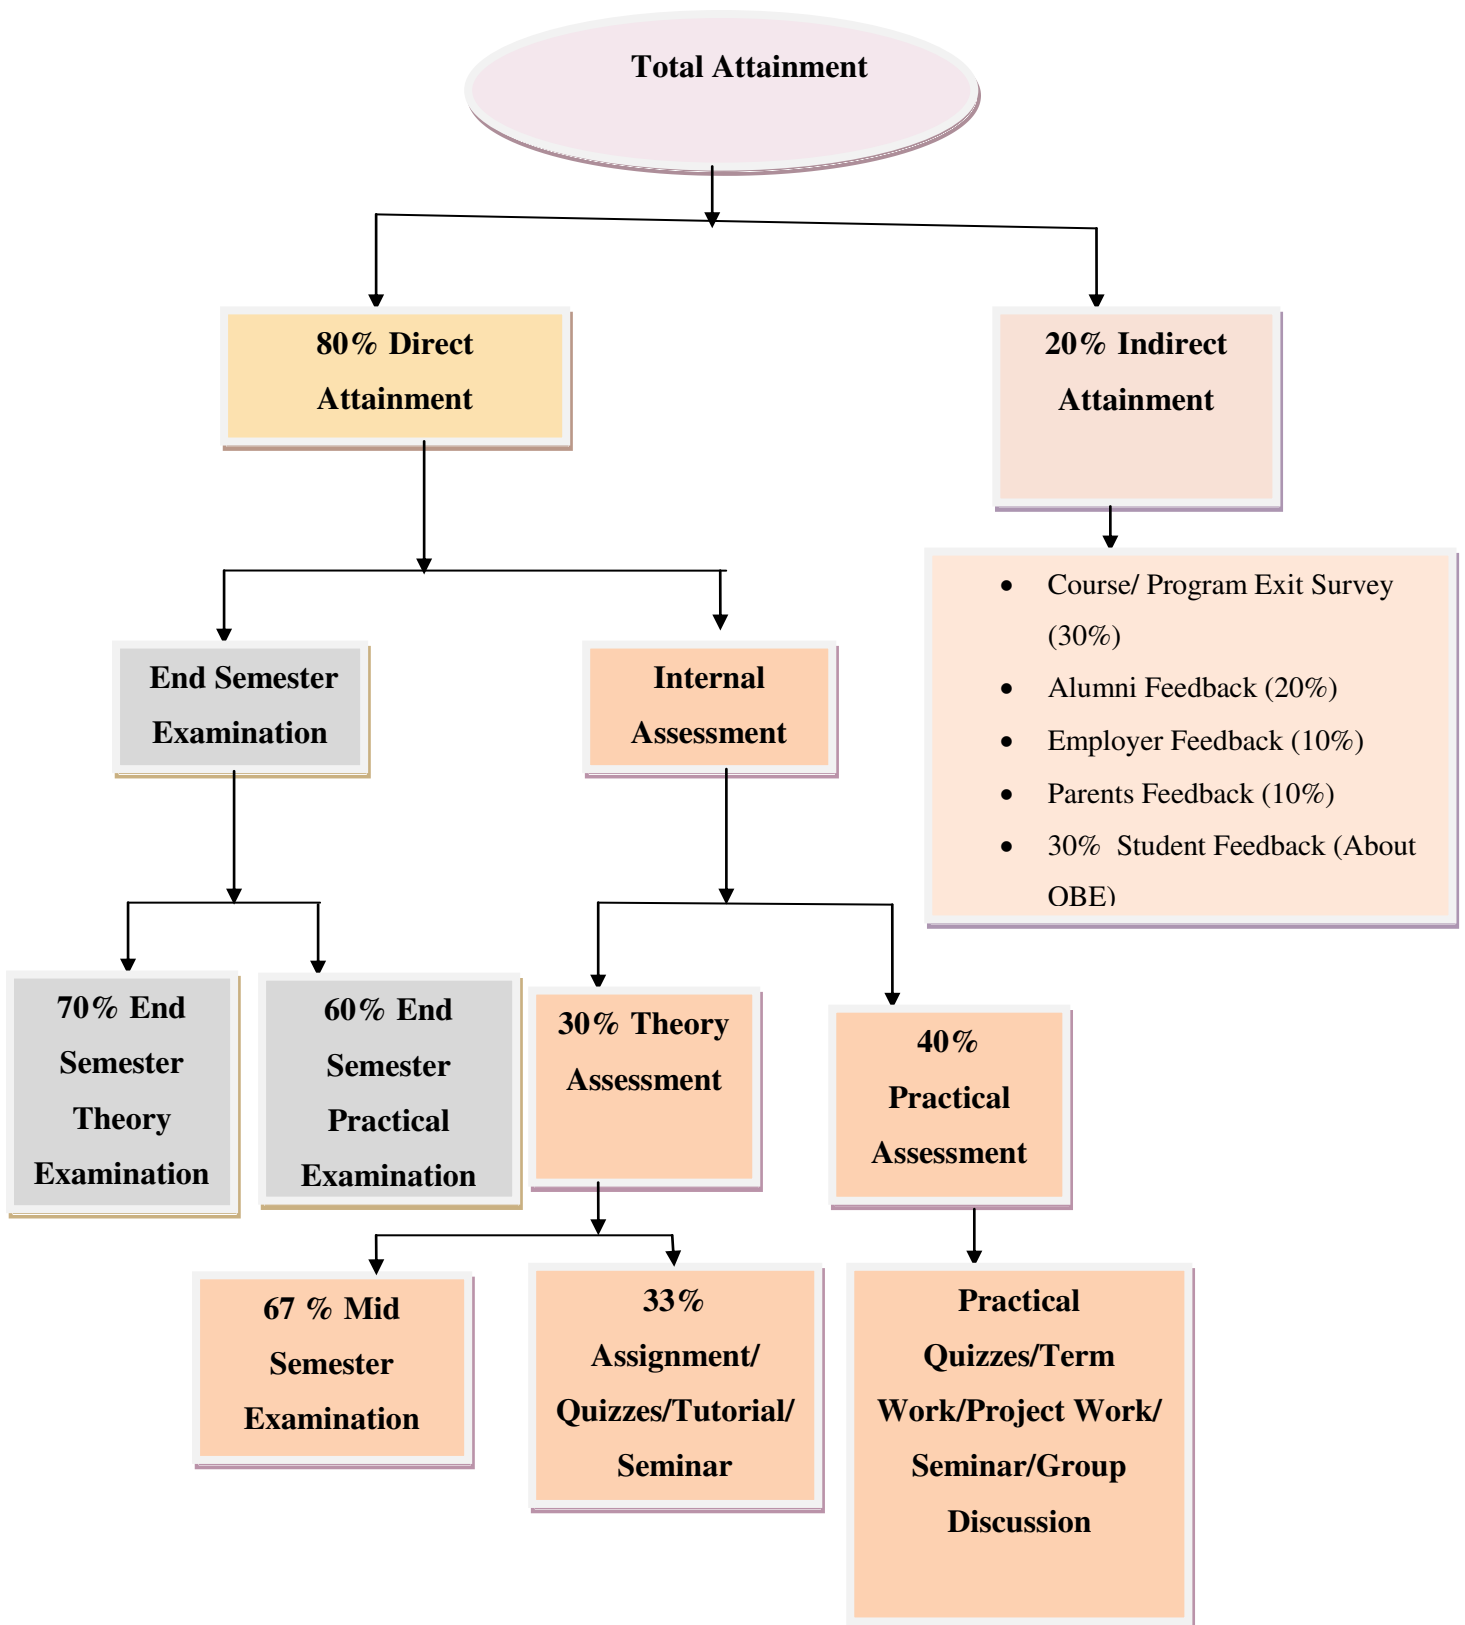 Total Attainment
80% Direct
Attainment
20% Indirect
Attainment
• Course/ Program Exit Survey
(30%)
• Alumni Feedback (20%)
• Employer Feedback (10%)
• Parents Feedback (10%)
• 30%  Student Feedback (About
OBE)
End Semester
Examination
Internal
Assessment
70% End
Semester
Theory
Examination
60% End
Semester
Practical
Examination
30% Theory
Assessment
40%
Practical
Assessment
67 % Mid
Semester
Examination
33%
Assignment/
Quizzes/Tutorial/
Seminar
Practical
Quizzes/Term
Work/Project Work/
Seminar/Group
Discussion